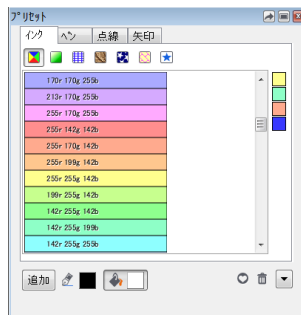 プリセット
インク ペン 点線 矢印
170r 170g 255b
213r 170g 255b
255r 170g 255b
255r 142g 142b
255r 170g 142b
255r 199g 142b
255r 255g 142b
199r 255g 142b
142r 255g 142b
142r 255g 199b
142r 255g 255b
追加